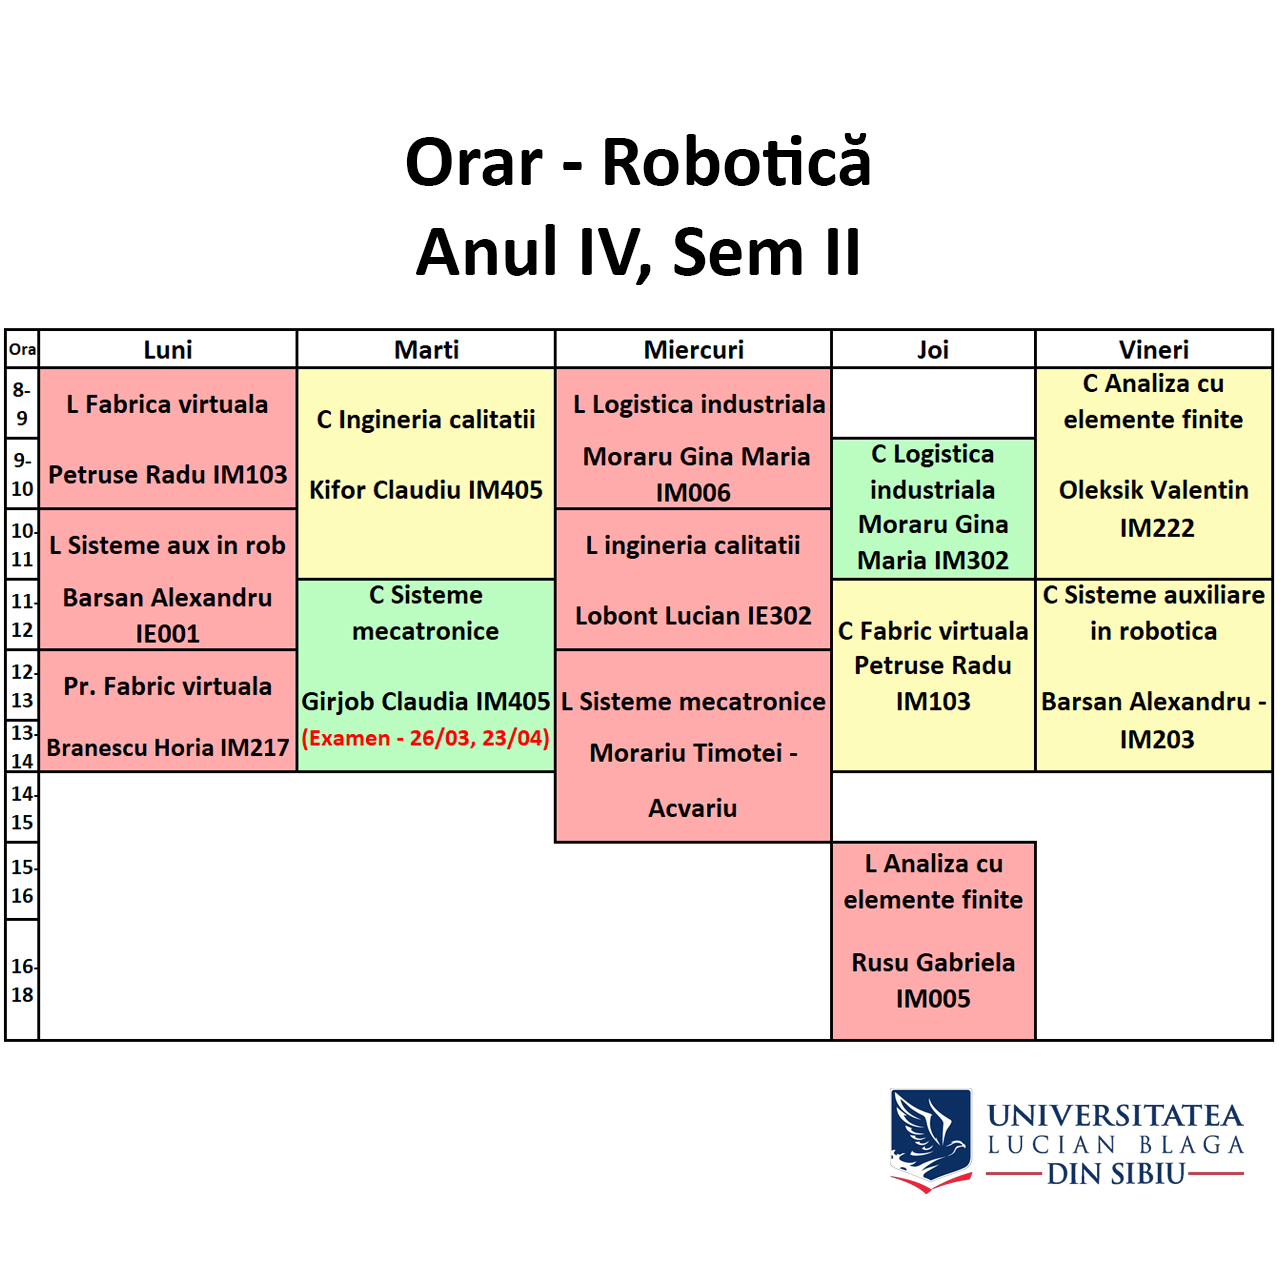 Orar - Robotică
Anul IV, Sem II
Ora
Luni
Marti
Miercuri
Joi
Vineri
8-
9
9-
10
10-
11
11-
12
12-
13
13-
14
14-
15
15-
16
16-
18
L Fabrica virtuala
Petruse Radu IM103
L Sisteme aux in rob
Barsan Alexandru
IE001
Pr. Fabric virtuala
Branescu Horia IM217
C Ingineria calitatii
Kifor Claudiu IM405
C Sisteme
mecatronice
Girjob Claudia IM405
(Examen - 26/03, 23/04)
L Logistica industriala
Moraru Gina Maria
IM006
L ingineria calitatii
Lobont Lucian IE302
L Sisteme mecatronice
Morariu Timotei -
Acvariu
C Logistica
industriala
Moraru Gina
Maria IM302
C Fabric virtuala
Petruse Radu
IM103
L Analiza cu
elemente finite
Rusu Gabriela
IM005
C Analiza cu
elemente finite
Oleksik Valentin
IM222
C Sisteme auxiliare
in robotica
Barsan Alexandru -
IM203
UNIVERSITATEA
LUCIAN BLAGA
DIN SIBIU